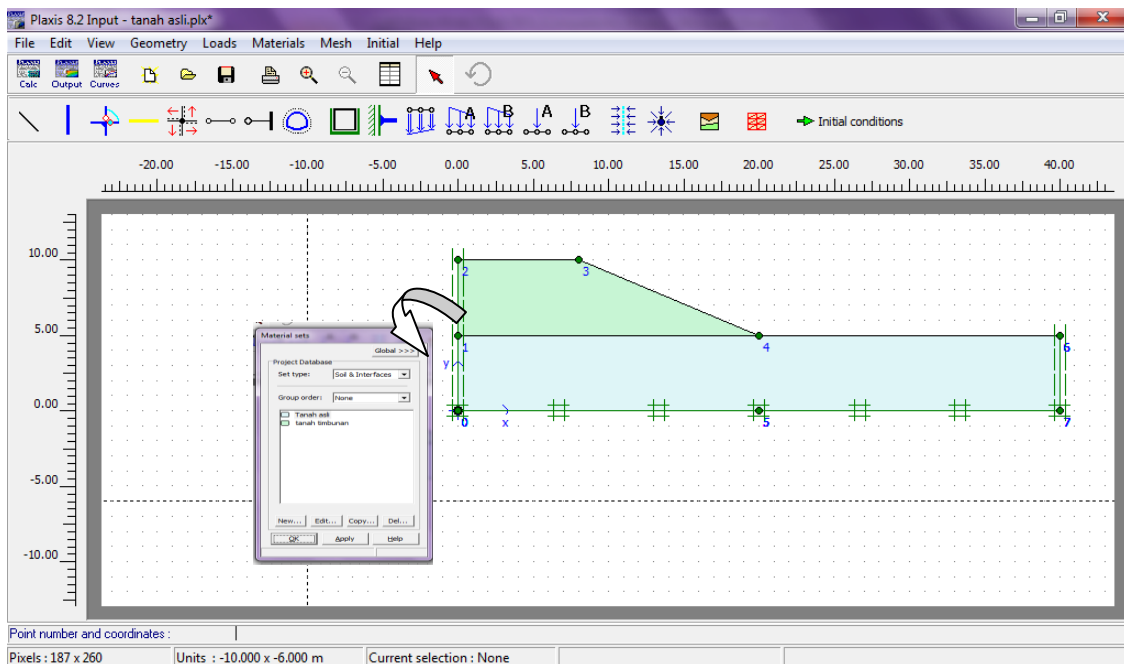 Plaxis 8.2 Input - tanah asli.plx*
File Edit View Geometry Loads Materials Mesh Initial Help
Calc Output Curves
A B A B Initial conditions
-20.00 -15.00 -10.00 -5.00 0.00 5.00 10.00 15.00 20.00 25.00 30.00 35.00 40.00
10.00
5.00
0.00
-5.00
-10.00
2
3
1
4
6
y
0
x
5
7
Material sets
Global >>>
Project Database
Set type: Soil & Interfaces
Group order: None
Tanah asli
tanah timbunan
New... Edit... Copy... Del...
OK Apply Help
Point number and coordinates :
Pixels : 187 x 260 Units : -10.000 x -6.000 m Current selection : None